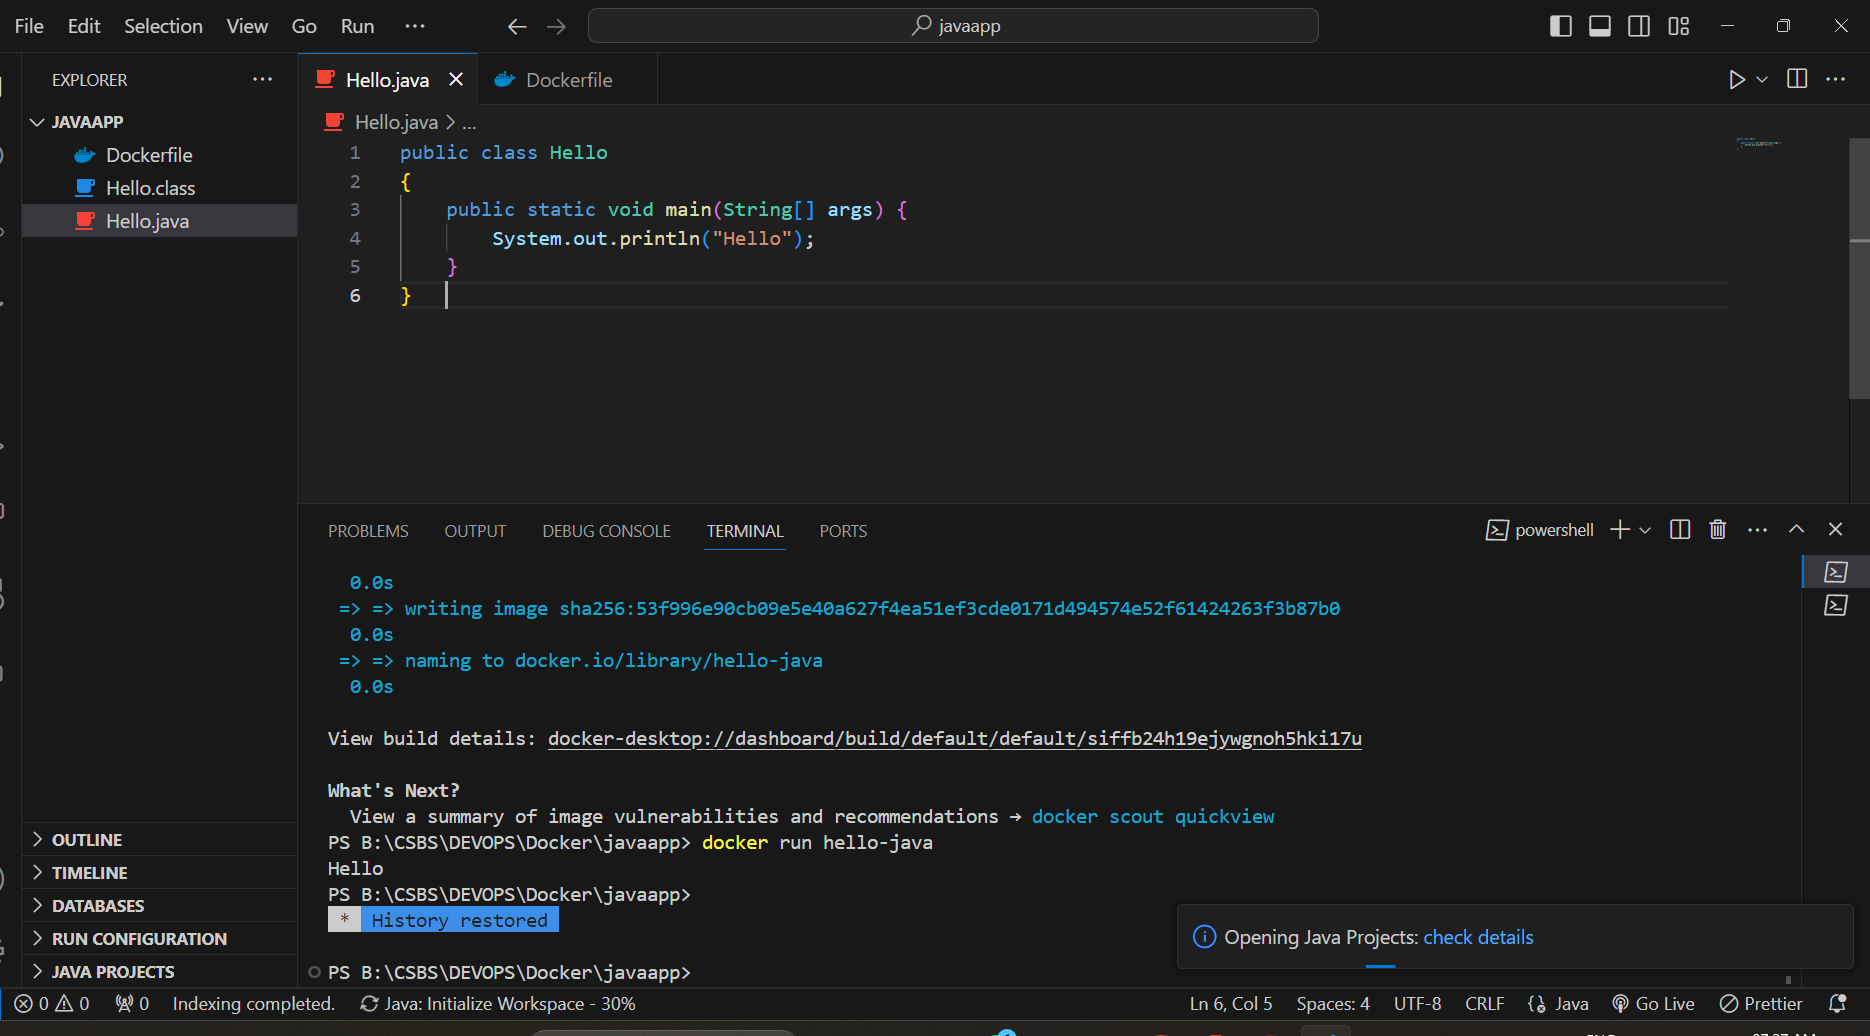 File Edit Selection View Go Run ··· javaapp
EXPLORER ···
JAVAAPP
Dockerfile
Hello.class
Hello.java
OUTLINE
TIMELINE
DATABASES
RUN CONFIGURATION
JAVA PROJECTS
Hello.java Dockerfile
Hello.java > ...
1 public class Hello
2 {
3 public static void main(String[] args) {
4 System.out.println("Hello");
5 }
6 }
PROBLEMS OUTPUT DEBUG CONSOLE TERMINAL PORTS powershell
0.0s
=> => writing image sha256:53f996e90cb09e5e40a627f4ea51ef3cde0171d494574e52f61424263f3b87b0
0.0s
=> => naming to docker.io/library/hello-java
0.0s
View build details: docker-desktop://dashboard/build/default/default/siffb24h19ejywgnoh5hki17u
What's Next?
View a summary of image vulnerabilities and recommendations → docker scout quickview
PS B:\CSBS\DEVOPS\Docker\javaapp> docker run hello-java
Hello
PS B:\CSBS\DEVOPS\Docker\javaapp>
* History restored
PS B:\CSBS\DEVOPS\Docker\javaapp>
Opening Java Projects: check details
0 0 0 Indexing completed. Java: Initialize Workspace - 30% Ln 6, Col 5 Spaces: 4 UTF-8 CRLF Java Go Live Prettier